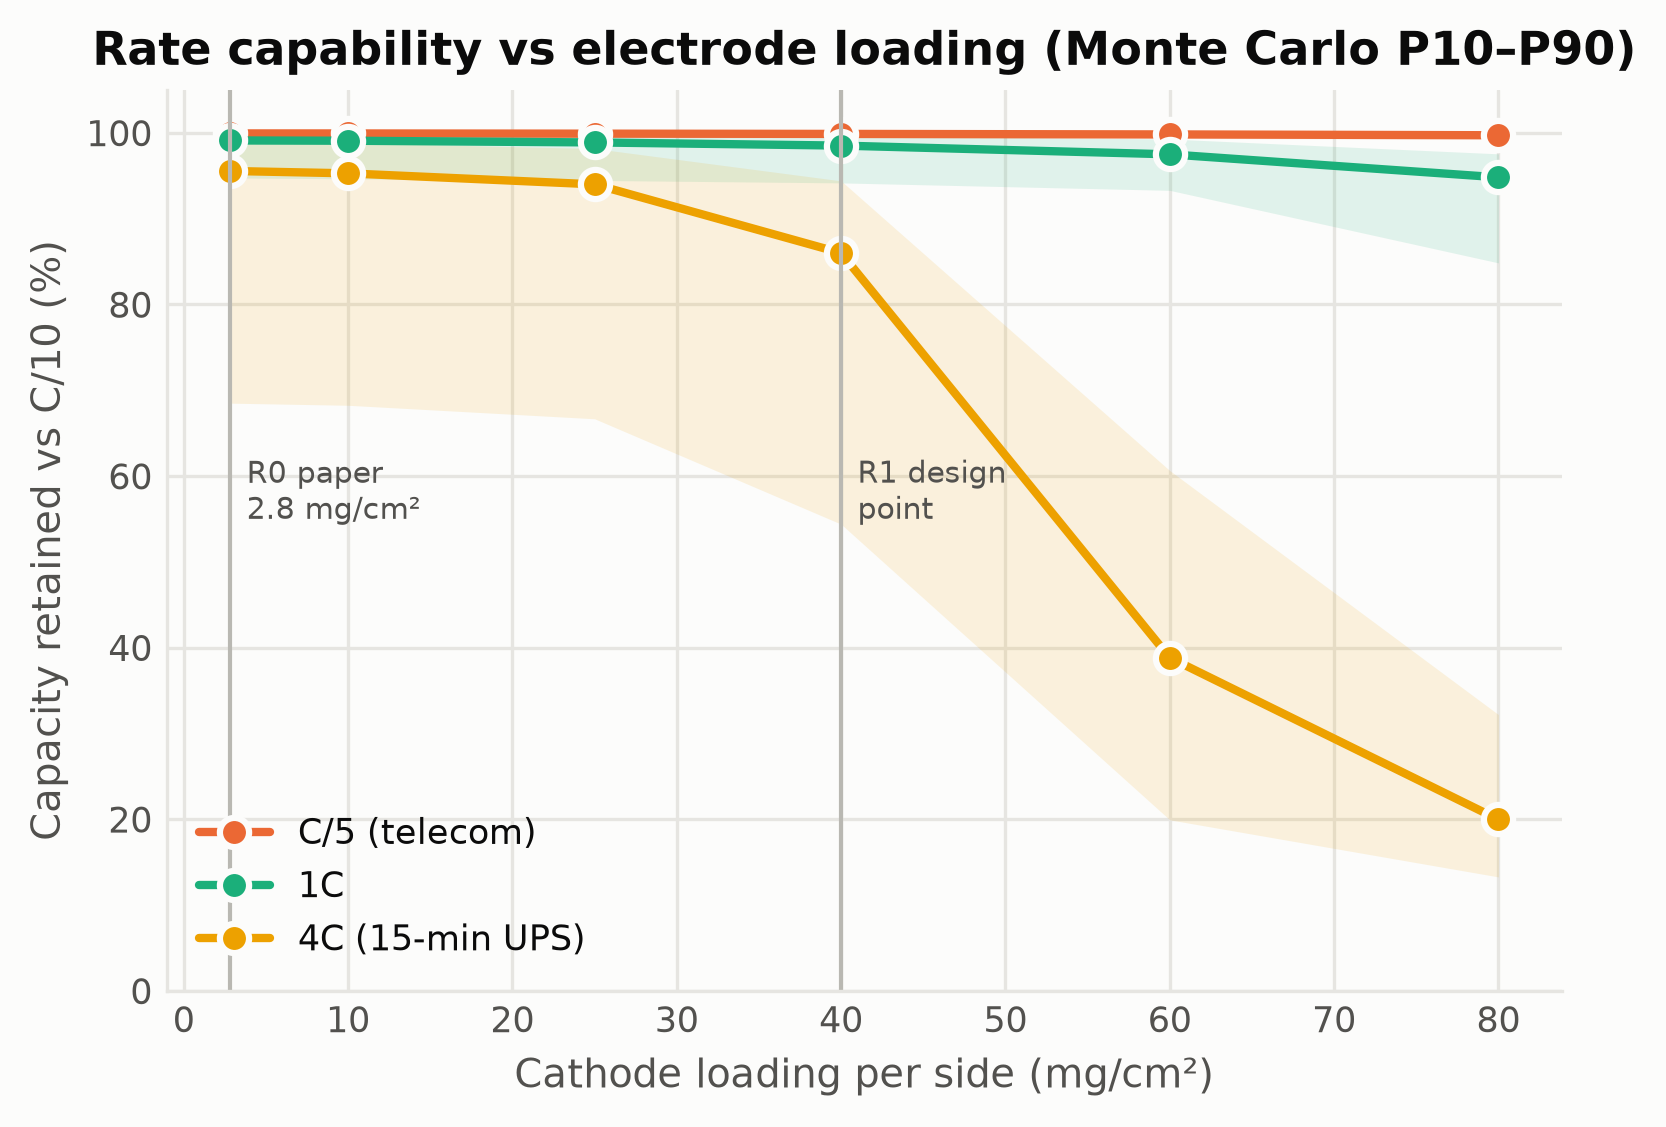 Rate capability vs electrode loading (Monte Carlo P10–P90)
Capacity retained vs C/10 (%)
100
80
60
40
20
0
R0 paper
2.8 mg/cm²
R1 design
point
C/5 (telecom)
1C
4C (15-min UPS)
0 10 20 30 40 50 60 70 80
Cathode loading per side (mg/cm²)